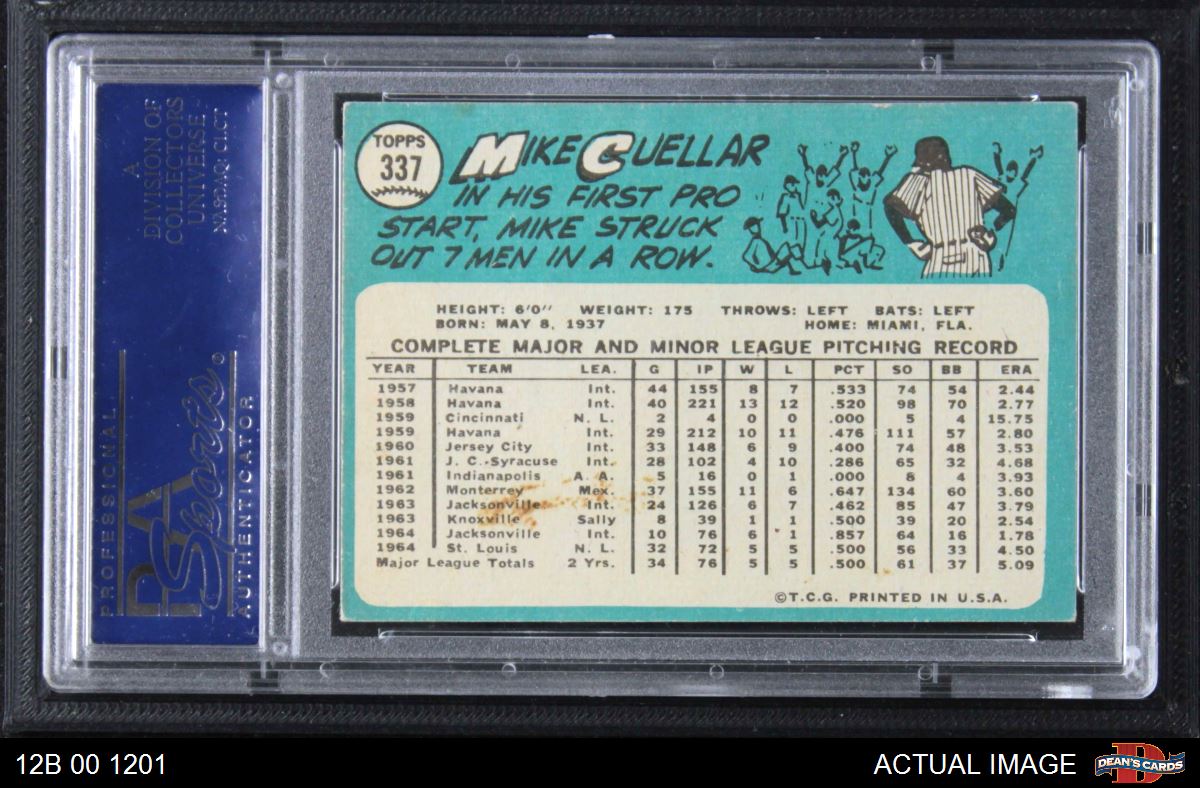 A
DIVISION OF
COLLECTORS
UNIVERSE
NASDAQ: CLCT
PROFESSIONAL
PSA
Sports®
AUTHENTICATOR
TOPPS
337
MIKE CUELLAR
IN HIS FIRST PRO
START, MIKE STRUCK
OUT 7 MEN IN A ROW.
HEIGHT: 6'0" WEIGHT: 175 THROWS: LEFT BATS: LEFT
BORN: MAY 8, 1937 HOME: MIAMI, FLA.
COMPLETE MAJOR AND MINOR LEAGUE PITCHING RECORD
YEAR TEAM LEA. G IP W L PCT SO BB ERA
1957 Havana Int. 44 155 8 7 .533 74 54 2.44
1958 Havana Int. 40 221 13 12 .520 98 70 2.77
1959 Cincinnati N. L. 2 4 0 0 .000 5 4 15.75
1959 Havana Int. 29 212 10 11 .476 111 57 2.80
1960 Jersey City Int. 33 148 6 9 .400 74 48 3.53
1961 J. C.-Syracuse Int. 28 102 4 10 .286 65 32 4.68
1961 Indianapolis A. A. 5 16 0 1 .000 8 4 3.93
1962 Monterrey Mex. 37 155 11 6 .647 134 60 3.60
1963 Jacksonville Int. 24 126 6 7 .462 85 47 3.79
1963 Knoxville Sally 8 39 1 1 .500 39 20 2.54
1964 Jacksonville Int. 10 76 6 1 .857 64 16 1.78
1964 St. Louis N. L. 32 72 5 5 .500 56 33 4.50
Major League Totals 2 Yrs. 34 76 5 5 .500 61 37 5.09
©T.C.G. PRINTED IN U.S.A.
12B 00 1201 ACTUAL IMAGE
D
DEAN'S CARDS